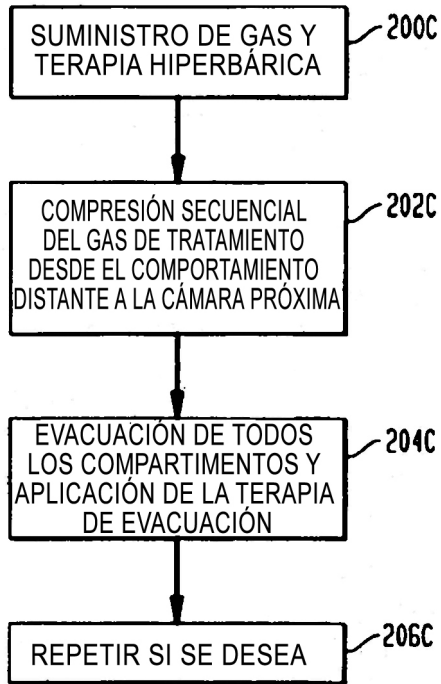 SUMINISTRO DE GAS Y
TERAPIA HIPERBÁRICA
200C
COMPRESIÓN SECUENCIAL
DEL GAS DE TRATAMIENTO
DESDE EL COMPORTAMIENTO
DISTANTE A LA CÁMARA PRÓXIMA
202C
EVACUACIÓN DE TODOS
LOS COMPARTIMENTOS Y
APLICACIÓN DE LA TERAPIA
DE EVACUACIÓN
204C
REPETIR SI SE DESEA
206C